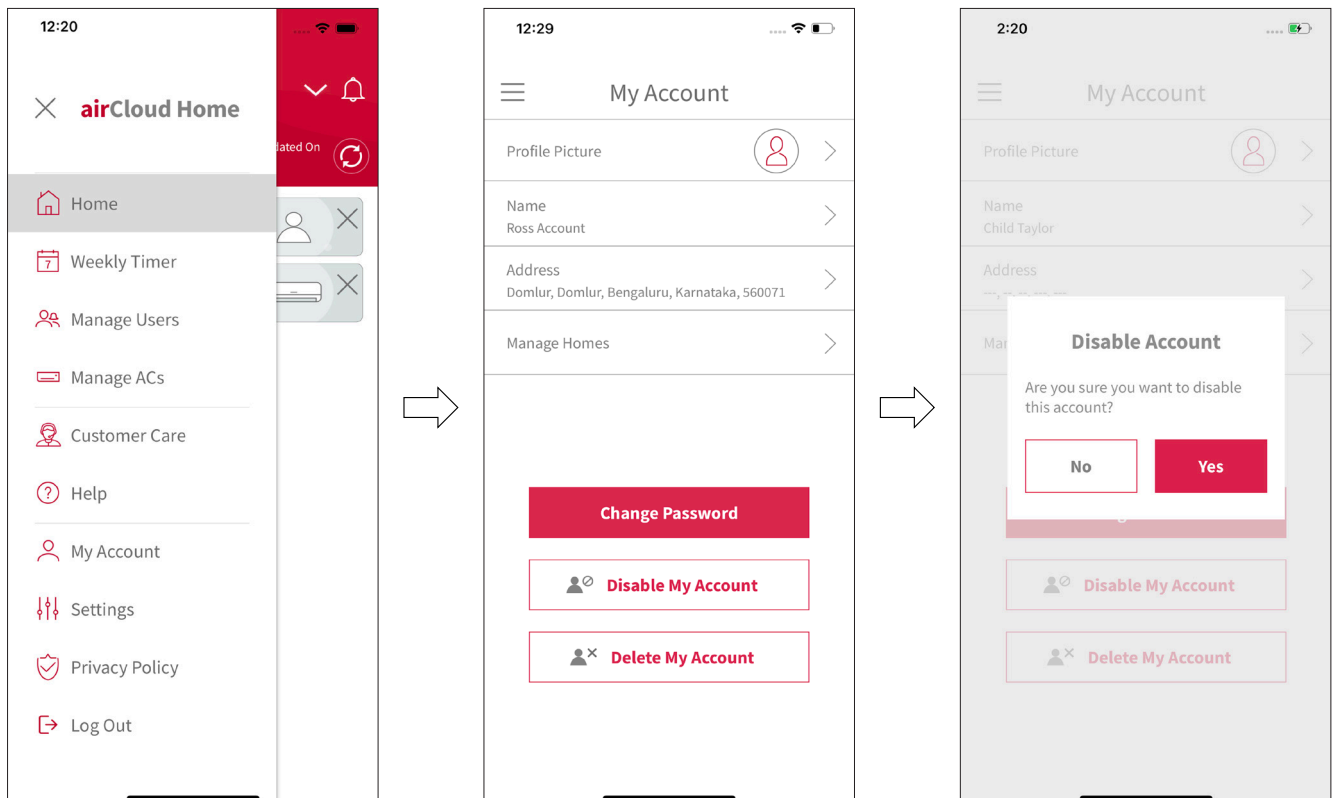 12:20
airCloud Home
dated On
Home
7
Weekly Timer
Manage Users
Manage ACs
Customer Care
? Help
My Account
Settings
Privacy Policy
Log Out
12:29
My Account
Profile Picture
Name
Ross Account
Address
Domlur, Domlur, Bengaluru, Karnataka, 560071
Manage Homes
Change Password
Disable My Account
Delete My Account
2:20
My Account
Profile Picture
Name
Child Taylor
Address
Disable Account
Are you sure you want to disable
this account?
No
Yes
Disable My Account
Delete My Account